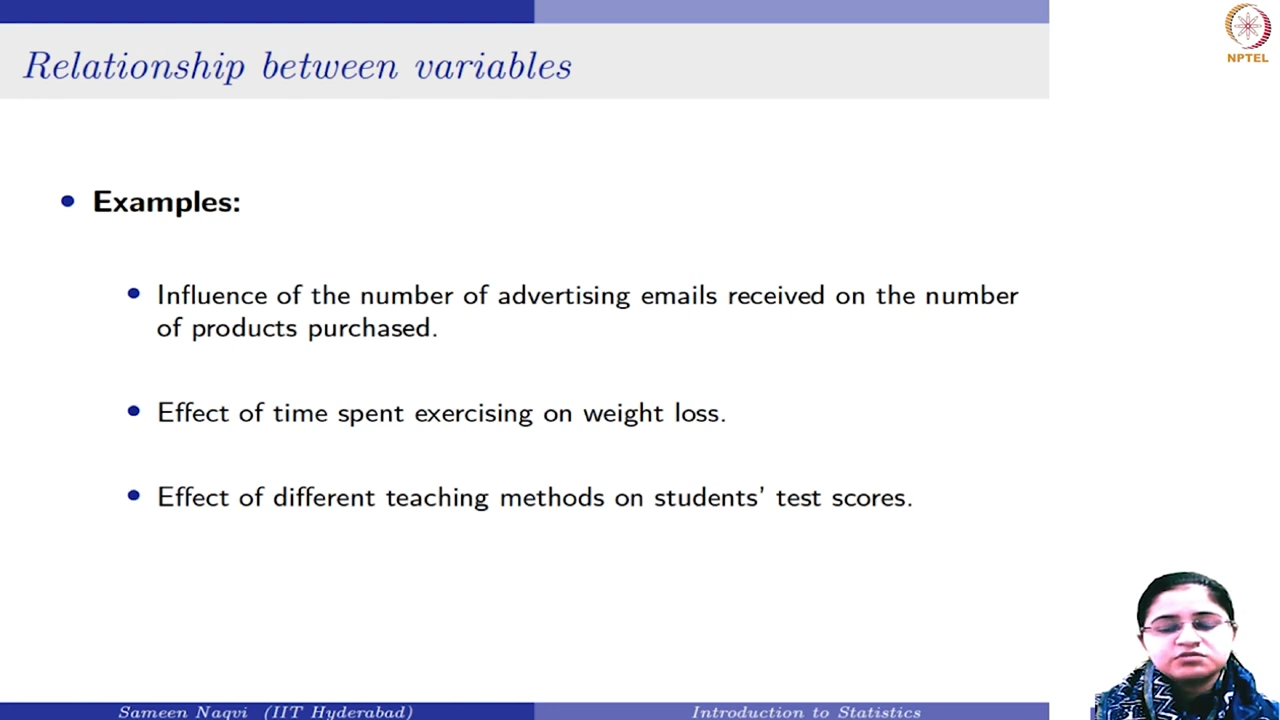 Relationship between variables
NPTEL
Examples:
Influence of the number of advertising emails received on the number
of products purchased.
Effect of time spent exercising on weight loss.
Effect of different teaching methods on students' test scores.
Sameen Naqvi (IIT Hyderabad)
Introduction to Statistics